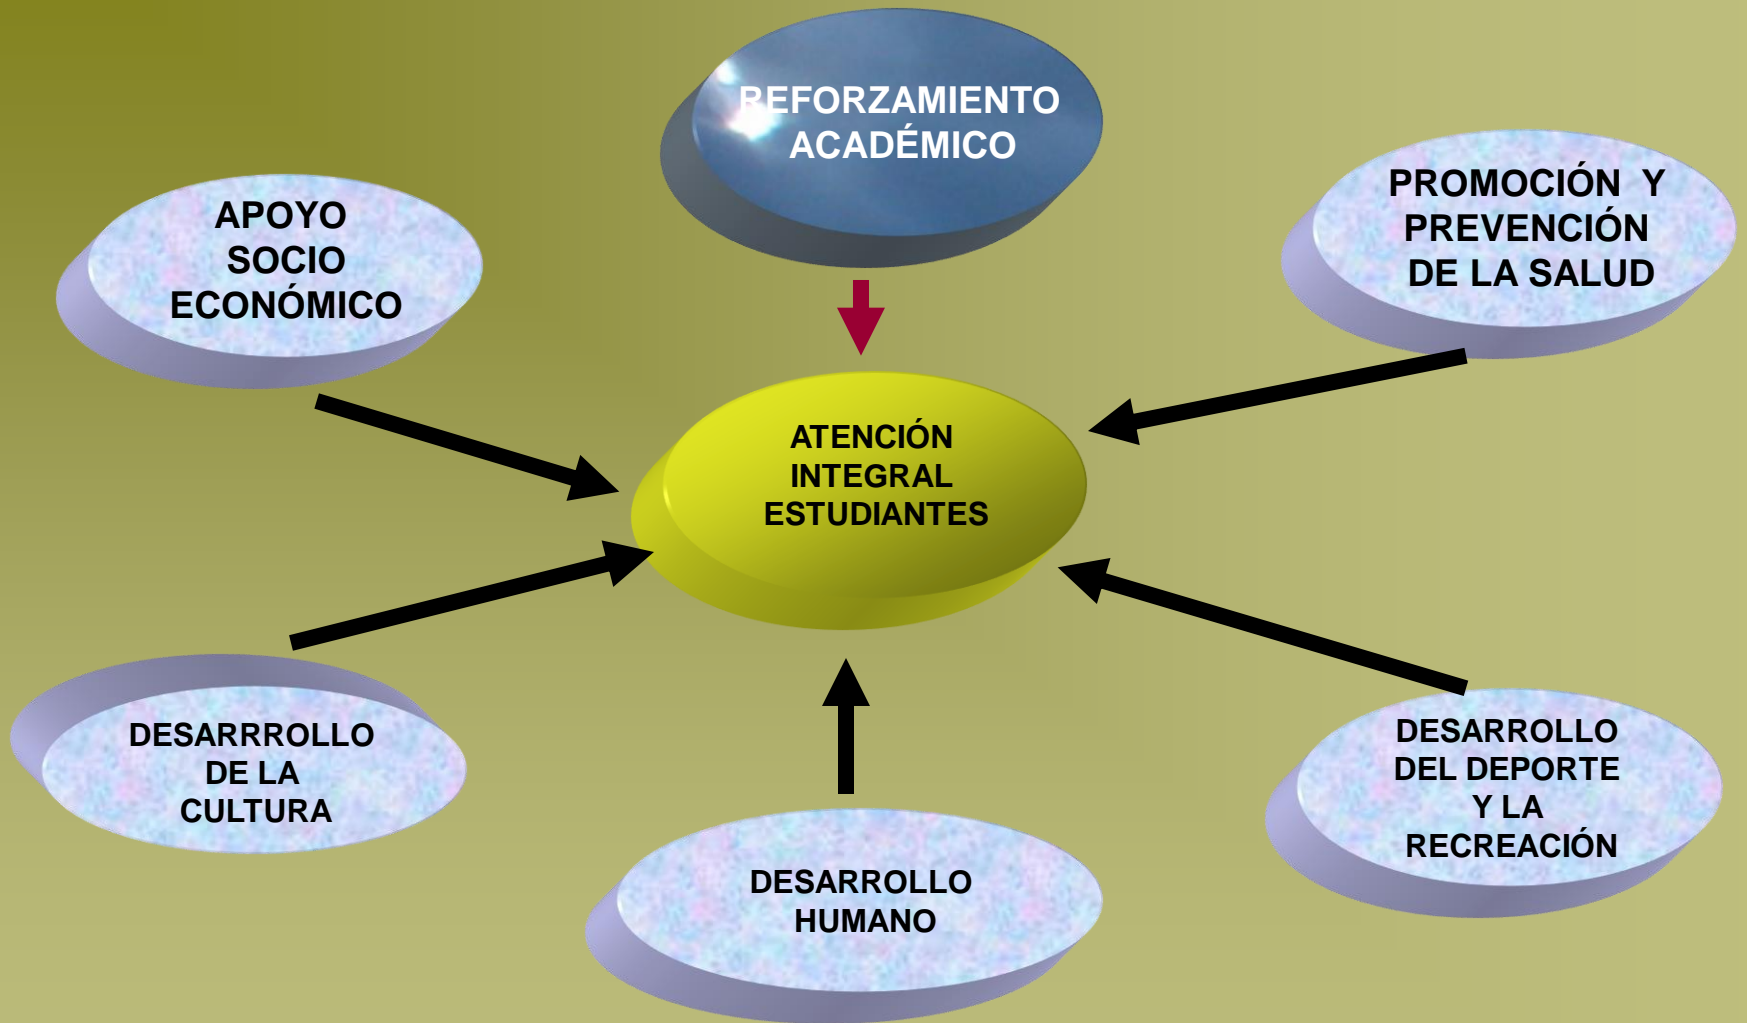 REFORZAMIENTO
ACADÉMICO
APOYO
SOCIO
ECONÓMICO
PROMOCIÓN Y
PREVENCIÓN
DE LA SALUD
ATENCIÓN
INTEGRAL
ESTUDIANTES
DESARRROLLO
DE LA
CULTURA
DESARROLLO
HUMANO
DESARROLLO
DEL DEPORTE
Y LA
RECREACIÓN